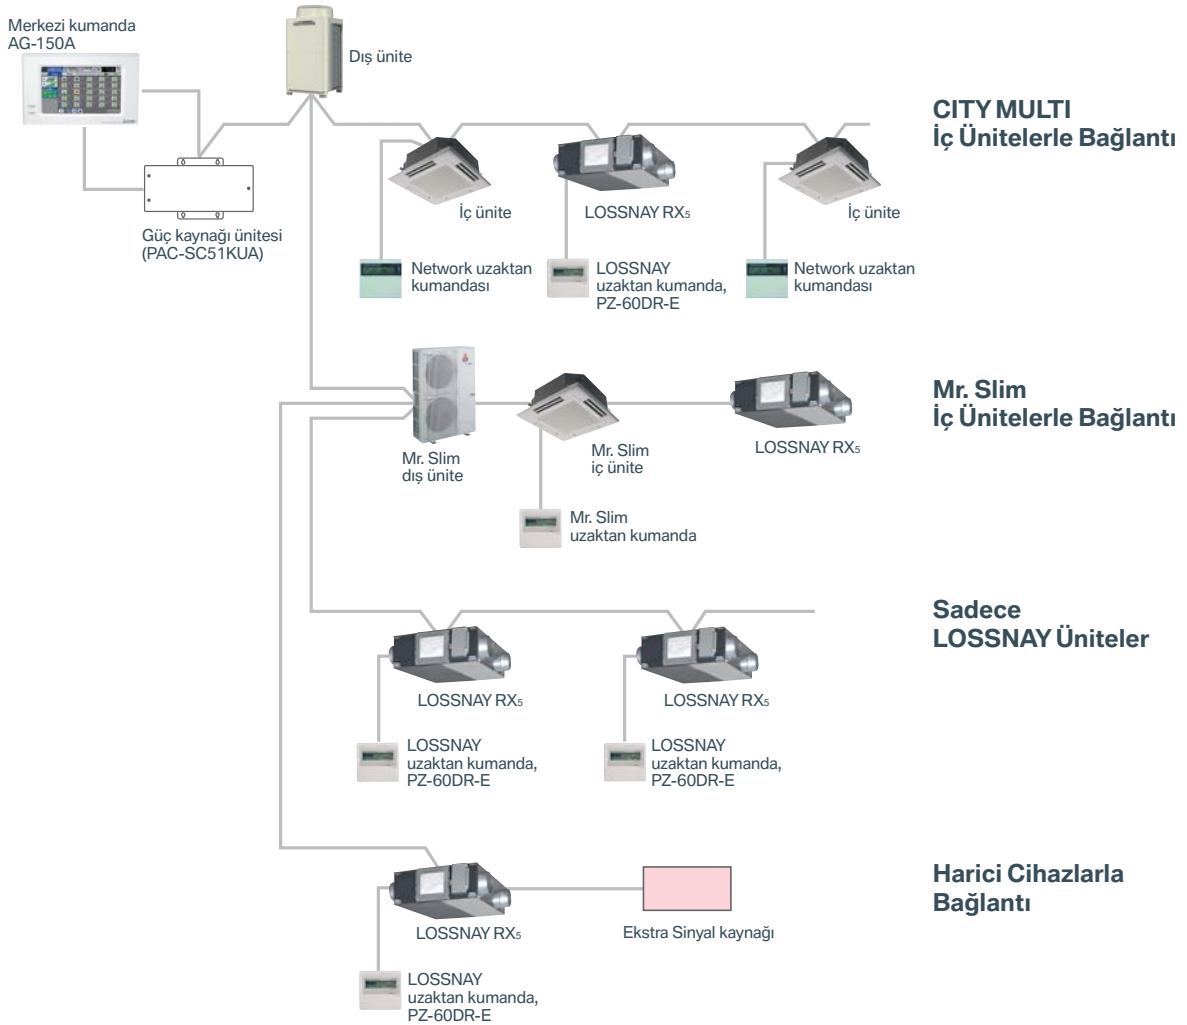 Merkezi kumanda
AG-150A
Dış ünite
CITY MULTI
İç Ünitelerle Bağlantı
İç ünite
LOSSNAY RX5
İç ünite
Güç kaynağı ünitesi
(PAC-SC51KUA)
Network uzaktan
kumandası
LOSSNAY
uzaktan kumanda,
PZ-60DR-E
Network uzaktan
kumandası
Mr. Slim
İç Ünitelerle Bağlantı
Mr. Slim
dış ünite
Mr. Slim
iç ünite
LOSSNAY RX5
Mr. Slim
uzaktan kumanda
Sadece
LOSSNAY Üniteler
LOSSNAY RX5
LOSSNAY RX5
LOSSNAY
uzaktan kumanda,
PZ-60DR-E
LOSSNAY
uzaktan kumanda,
PZ-60DR-E
Harici Cihazlarla
Bağlantı
LOSSNAY RX5
Ekstra Sinyal kaynağı
LOSSNAY
uzaktan kumanda,
PZ-60DR-E